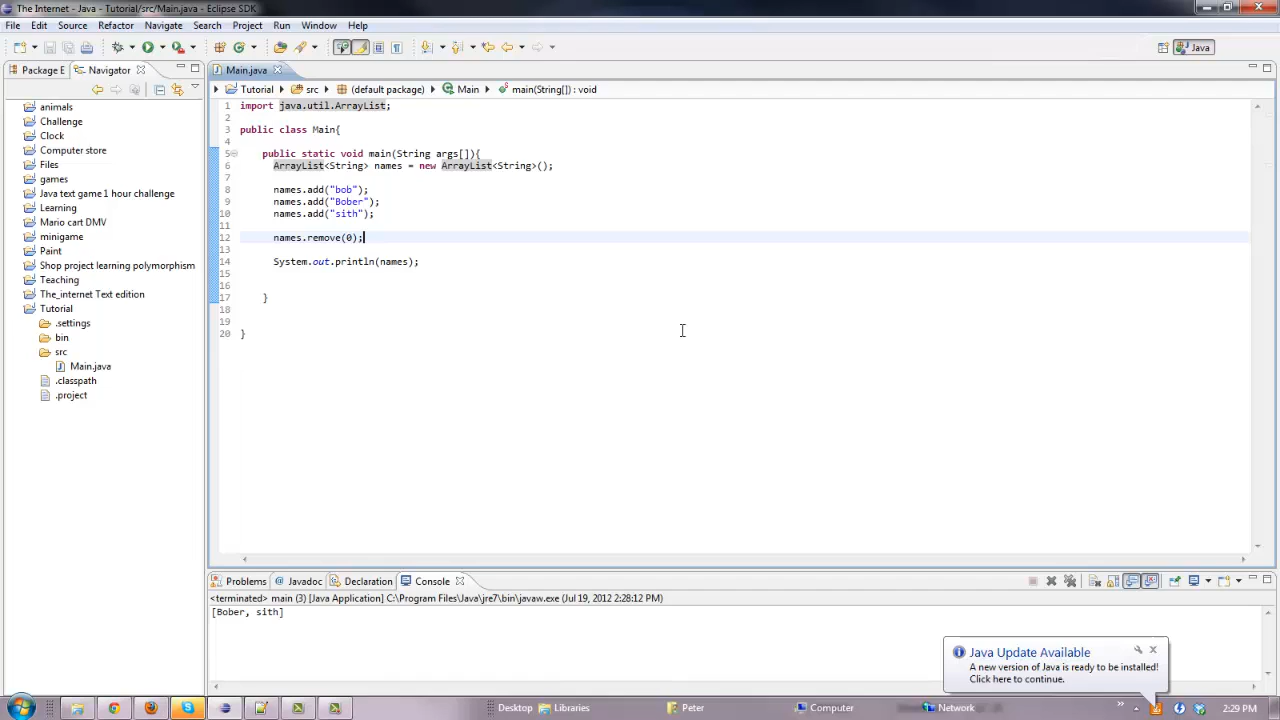 The Internet - Java - Tutorial/src/Main.java - Eclipse SDK
File Edit Source Refactor Navigate Search Project Run Window Help
Java
Package E Navigator
animals
Challenge
Clock
Computer store
Files
games
Java text game 1 hour challenge
Learning
Mario cart DMV
minigame
Paint
Shop project learning polymorphism
Teaching
The_internet Text edition
Tutorial
.settings
bin
src
Main.java
.classpath
.project
Main.java
Tutorial src (default package) Main main(String[]) : void
1 import java.util.ArrayList;
2
3 public class Main{
4
5 public static void main(String args[]){
6 ArrayList<String> names = new ArrayList<String>();
7
8 names.add("bob");
9 names.add("Bober");
10 names.add("sith");
11
12 names.remove(0);
13
14 System.out.println(names);
15
16
17 }
18
19
20 }
Problems Javadoc Declaration Console
<terminated> main (3) [Java Application] C:\Program Files\Java\jre7\bin\javaw.exe (Jul 19, 2012 2:28:12 PM)
[Bober, sith]
Java Update Available
A new version of Java is ready to be installed!
Click here to continue.
Desktop Libraries Peter Computer Network 2:29 PM